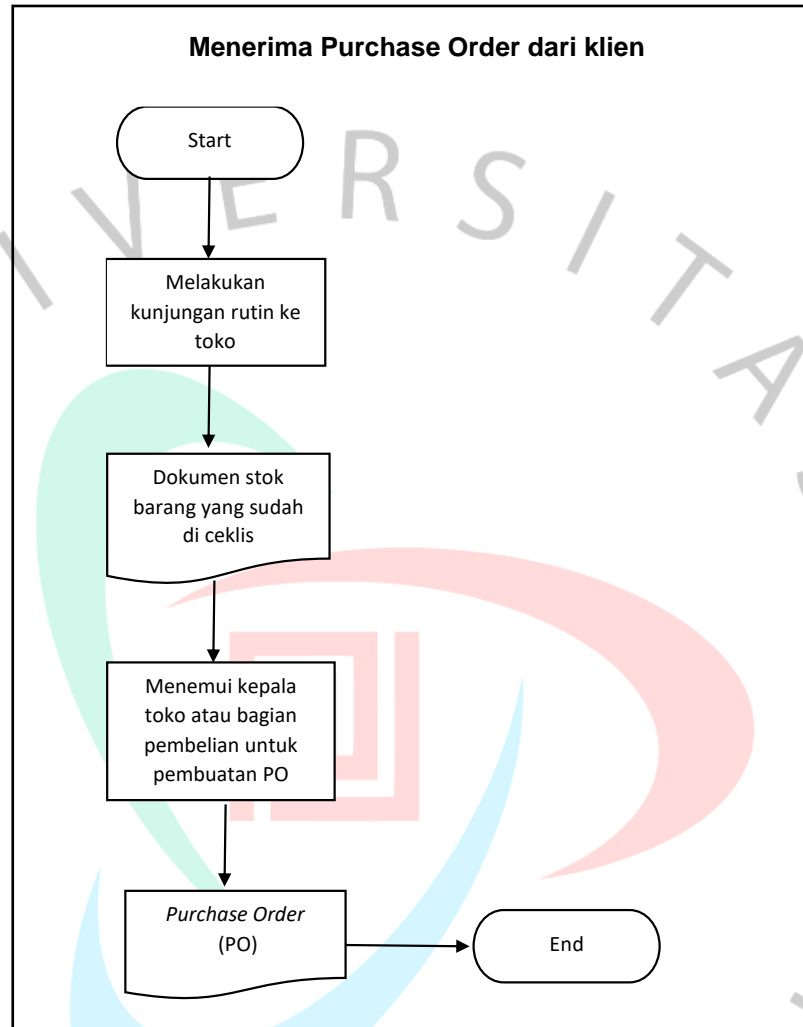 Menerima Purchase Order dari klien
Start
IVERSITAS
Melakukan
kunjungan rutin ke
toko
Dokumen stok
barang yang sudah
di ceklis
Menemui kepala
toko atau bagian
pembelian untuk
pembuatan PO
Purchase Order
(PO)
End